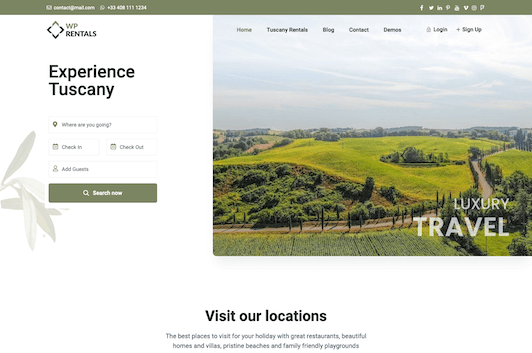 contact@mail.com +33 408 111 1234
WP
RENTALS
Home Tuscany Rentals Blog Contact Demos Login Sign Up
Experience
Tuscany
Where are you going?
Check In Check Out
Add Guests
Search now
LUXURY
TRAVEL
Visit our locations
The best places to visit for your holiday with great restaurants, beautiful
homes and villas, pristine beaches and family friendly playgrounds